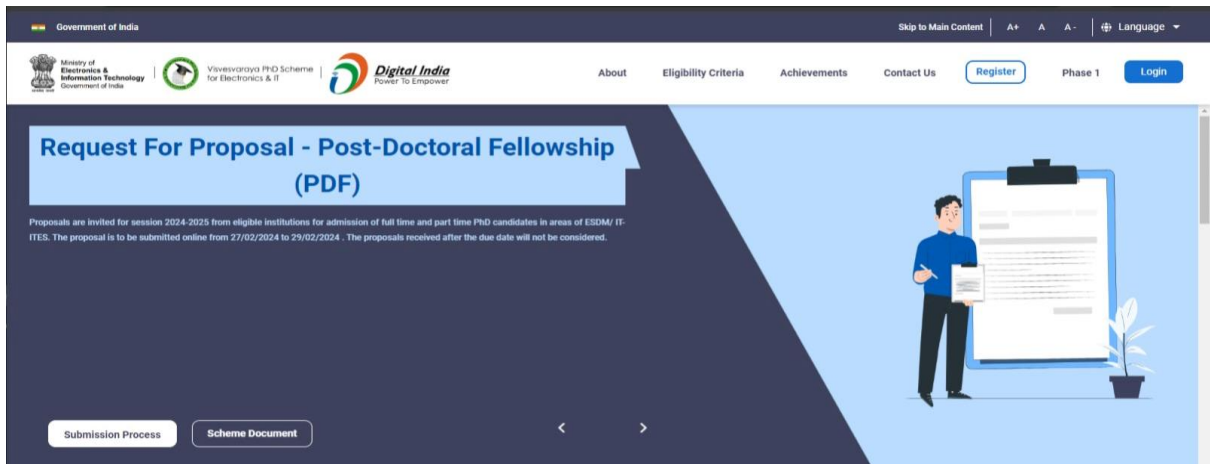 Government of India
Skip to Main Content
A+
A
A-
Language
Ministry of
Electronics &
Information Technology
Government of India
Visvesvaraya PhD Scheme
for Electronics & IT
Digital India
Power To Empower
About
Eligibility Criteria
Achievements
Contact Us
Register
Phase 1
Login
Request For Proposal - Post-Doctoral Fellowship
(PDF)
Proposals are invited for session 2024-2025 from eligible institutions for admission of full time and part time PhD candidates in areas of ESDM/ IT-
ITES. The proposal is to be submitted online from 27/02/2024 to 29/02/2024 . The proposals received after the due date will not be considered.
Submission Process
Scheme Document